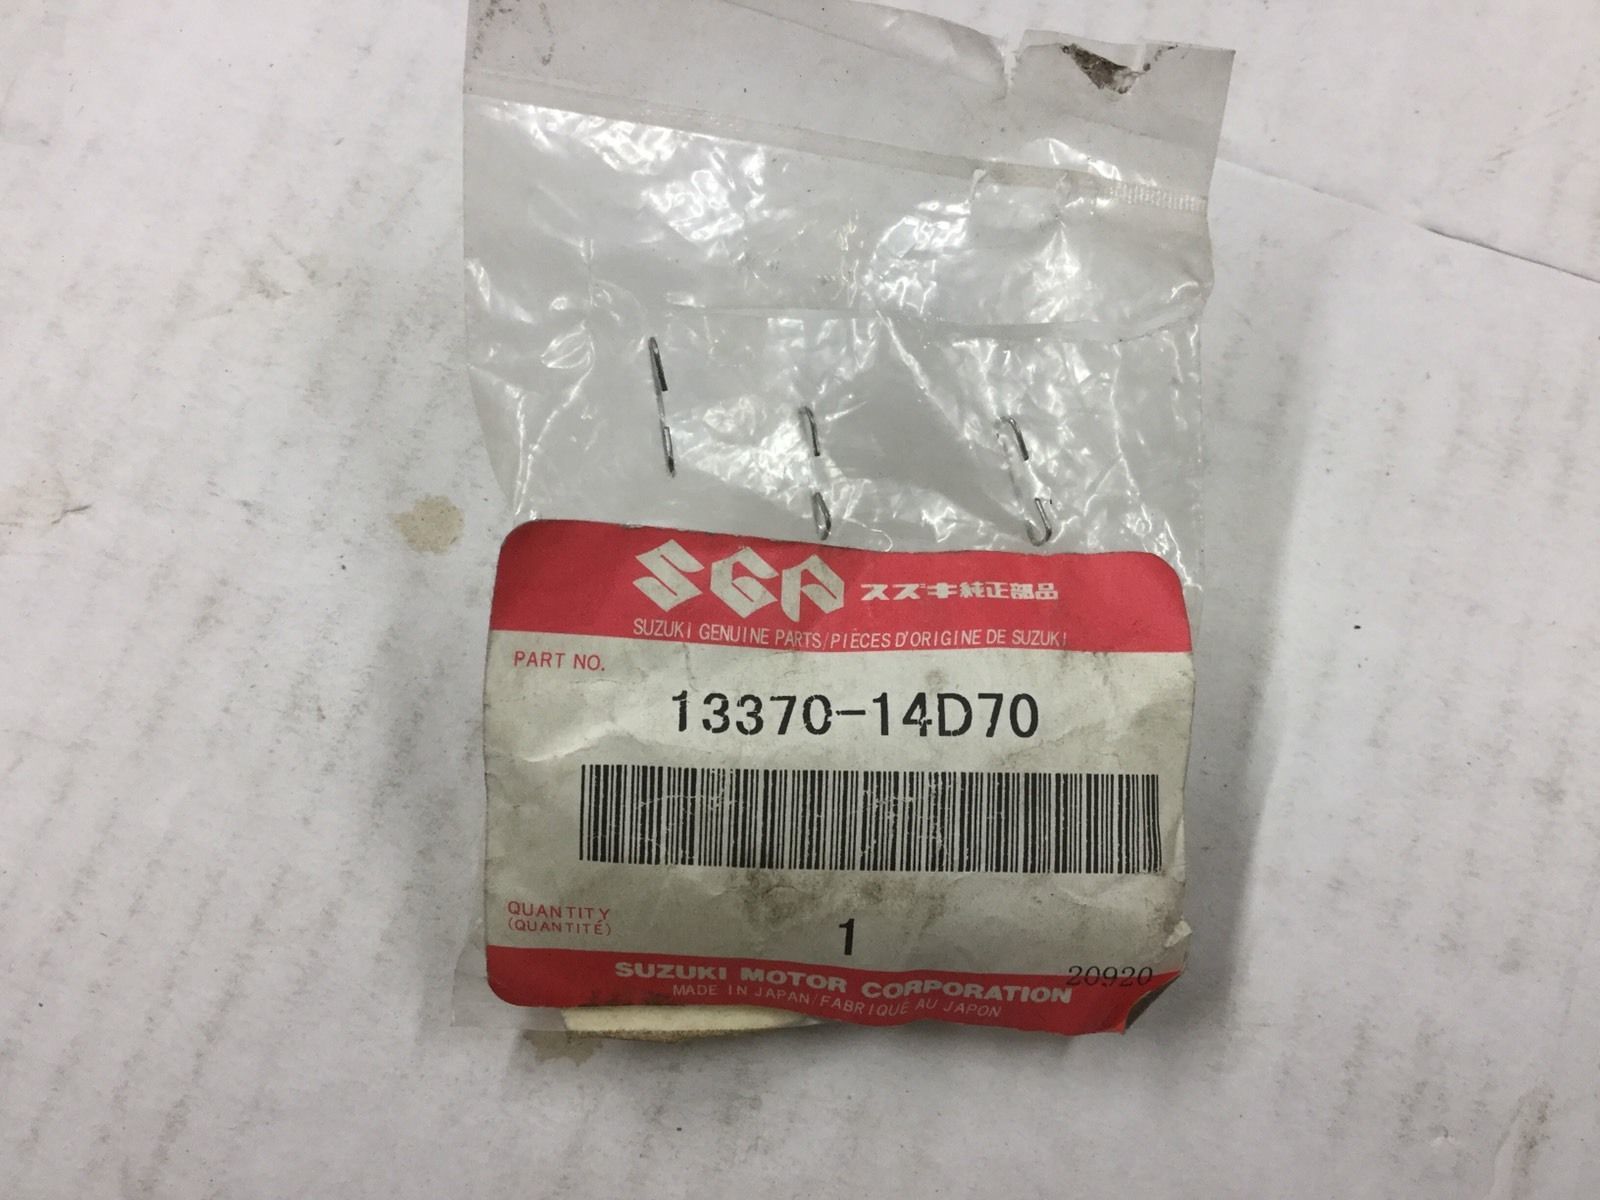 SGP スズキ純正部品
SUZUKI GENUINE PARTS/PIÈCES D'ORIGINE DE SUZUKI
PART NO.
13370-14D70
QUANTITY
(QUANTITÉ)
1
SUZUKI MOTOR CORPORATION
20920
MADE IN JAPAN/FABRIQUÉ AU JAPON